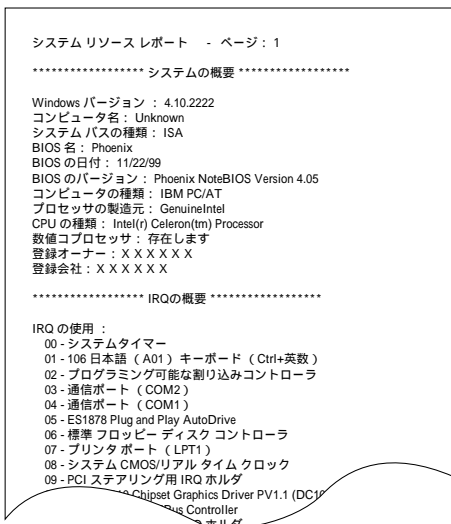 システム リソース レポート - ページ： 1
****************** システムの概要 ******************
Windows バージョン ： 4.10.2222
コンピュータ名： Unknown
システム バスの種類： ISA
BIOS 名： Phoenix
BIOS の日付： 11/22/99
BIOS のバージョン： Phoenix NoteBIOS Version 4.05
コンピュータの種類： IBM PC/AT
プロセッサの製造元： GenuineIntel
CPU の種類： Intel(r) Celeron(tm) Processor
数値コプロセッサ： 存在します
登録オーナー：ＸＸＸＸＸＸ
登録会社：ＸＸＸＸＸＸ
****************** IRQの概要 ******************
IRQ の使用 ：
00 - システムタイマー
01 - 106 日本語（A01）キーボード（Ctrl+英数）
02 - プログラミング可能な割り込みコントローラ
03 - 通信ポート（COM2）
04 - 通信ポート（COM1）
05 - ES1878 Plug and Play AutoDrive
06 - 標準 フロッピー ディスク コントローラ
07 - プリンタ ポート（LPT1）
08 - システム CMOS/リアル タイム クロック
09 - PCI ステアリング用 IRQ ホルダ
Chipset Graphics Driver PV1.1 (DC
Bus Controller
ホルダ